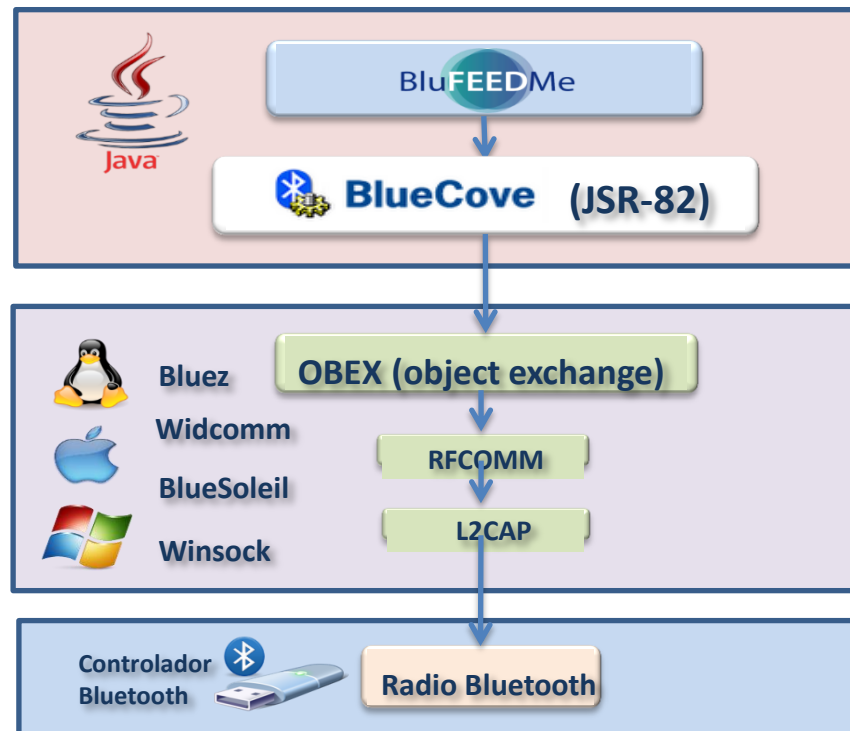 BluFEEDMe
Java
BlueCove (JSR-82)
Bluez
OBEX (object exchange)
Widcomm
RFCOMM
BlueSoleil
L2CAP
Winsock
Controlador
Bluetooth
Radio Bluetooth